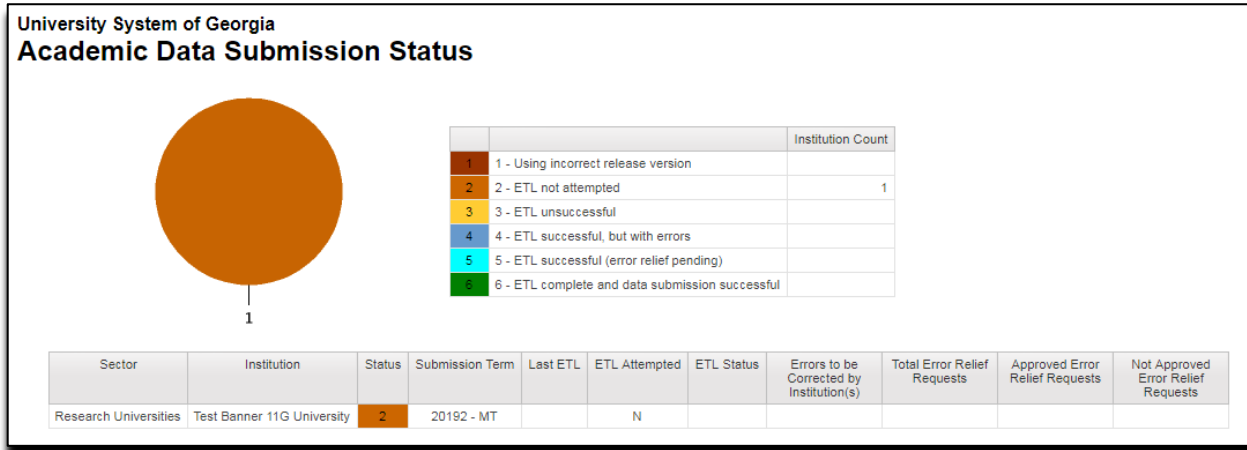 University System of Georgia
Academic Data Submission Status
Institution Count
1 1 - Using incorrect release version
2 2 - ETL not attempted 1
3 3 - ETL unsuccessful
4 4 - ETL successful, but with errors
5 5 - ETL successful (error relief pending)
6 6 - ETL complete and data submission successful
1
Sector Institution Status Submission Term Last ETL ETL Attempted ETL Status Errors to be Corrected by Institution(s) Total Error Relief Requests Approved Error Relief Requests Not Approved Error Relief Requests
Research Universities Test Banner 11G University 2 20192 - MT N